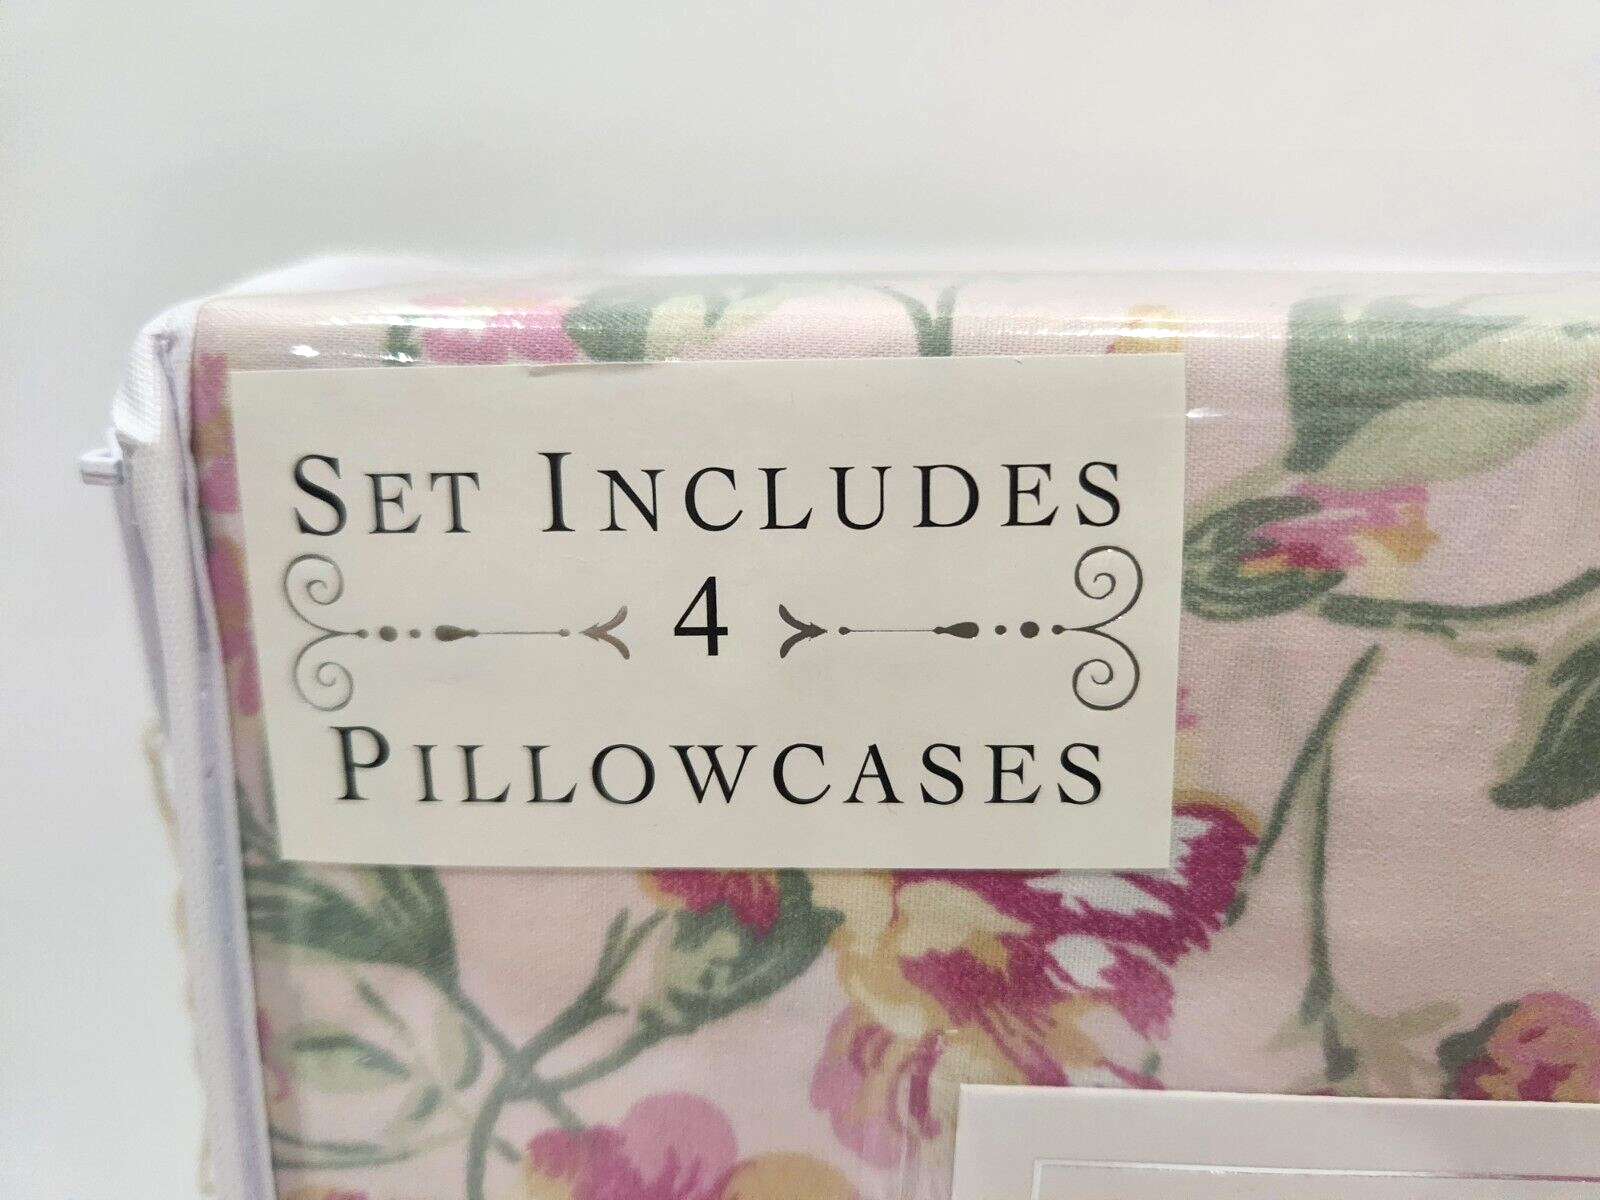 SET INCLUDES
4
PILLOWCASES